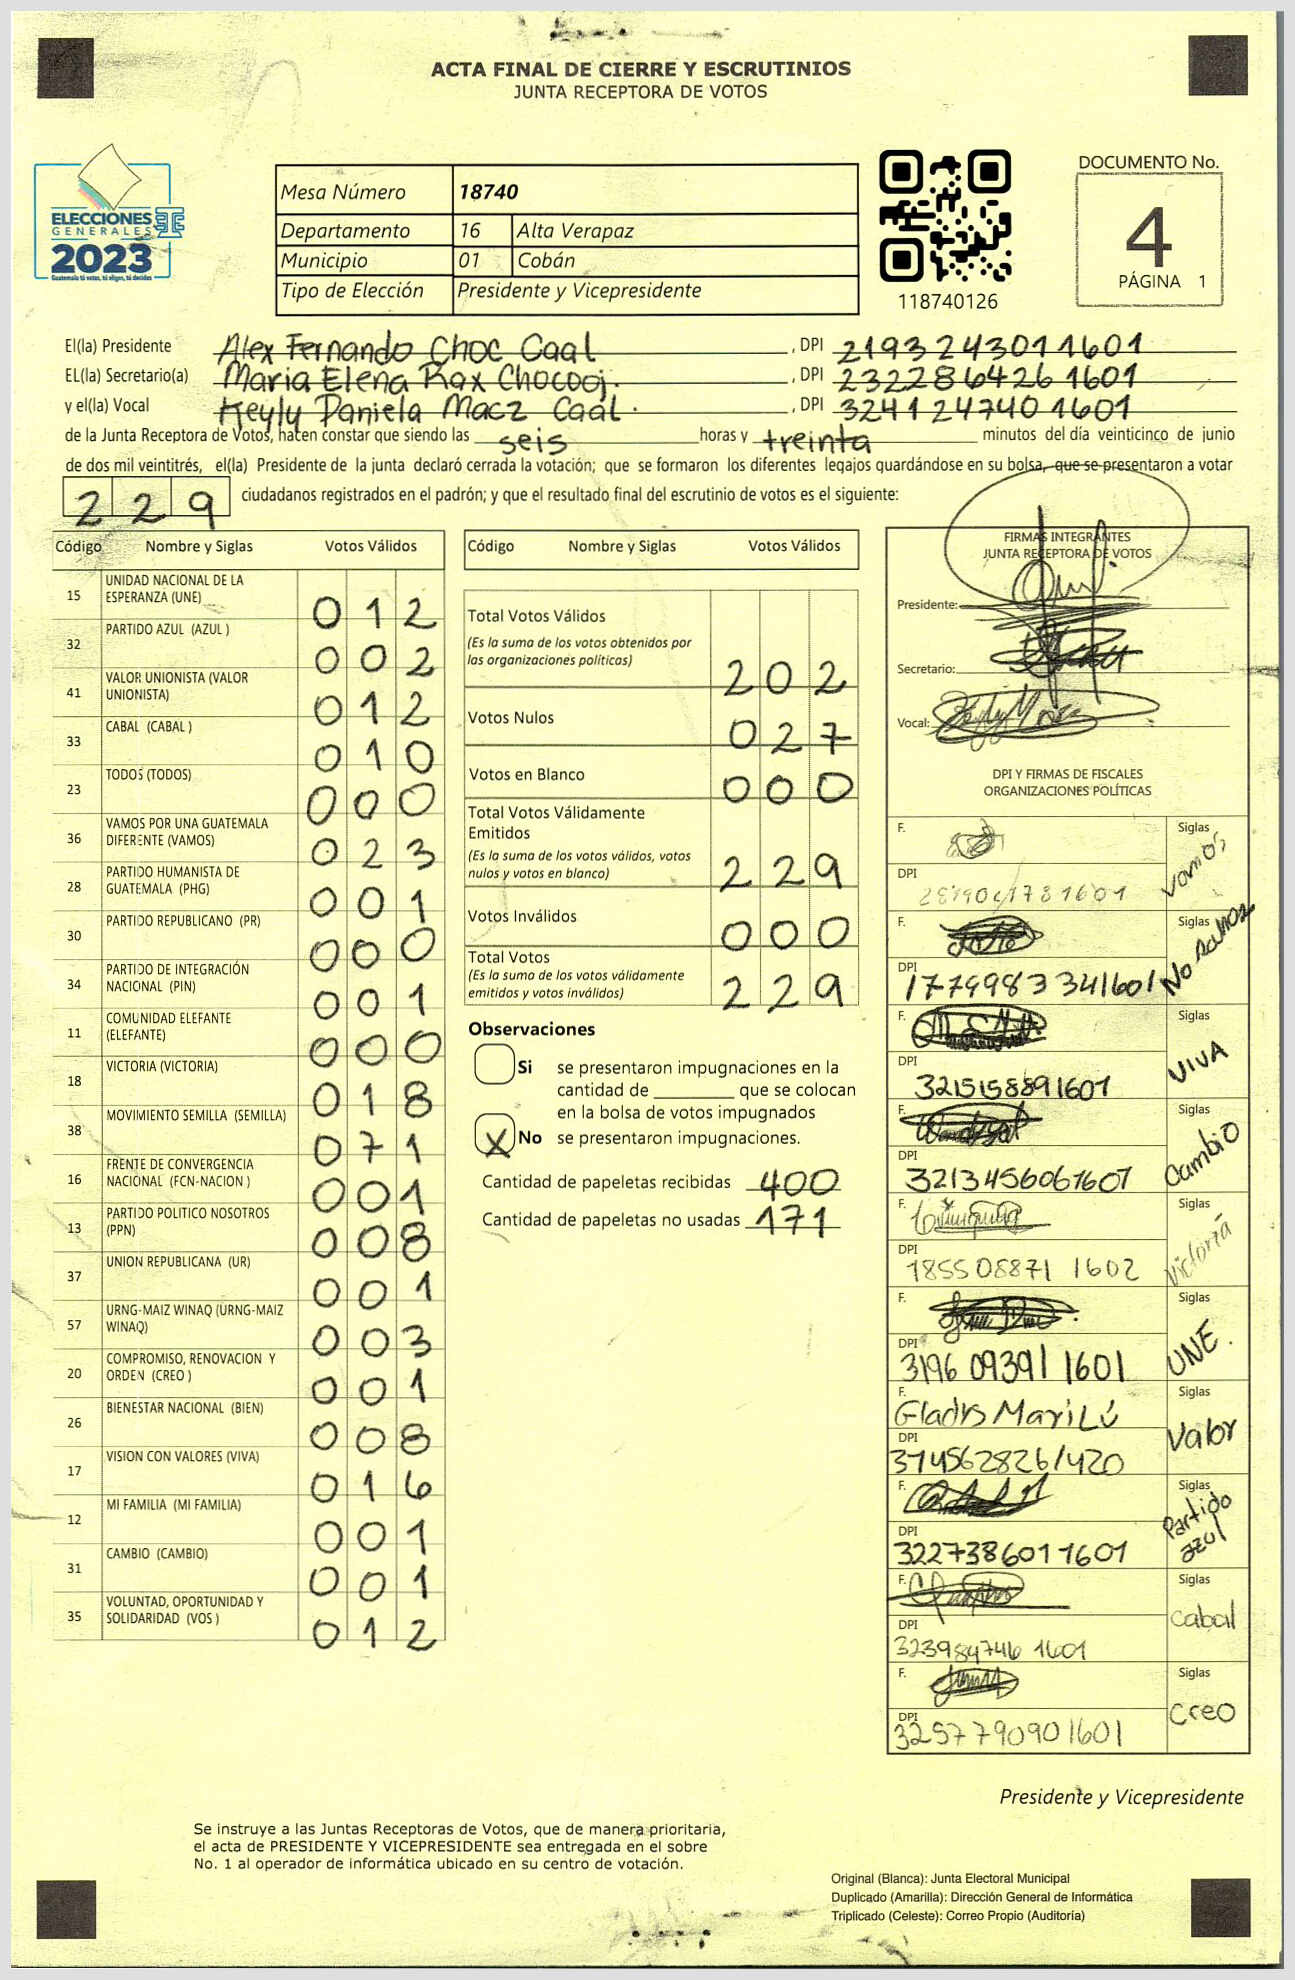 ACTA FINAL DE CIERRE Y ESCRUTINIOS
JUNTA RECEPTORA DE VOTOS
ELECCIONES
GENERALES
2023
Guatemala tú votas, tú eliges, tú decides
Mesa Número 18740
Departamento 16 Alta Verapaz
Municipio 01 Cobán
Tipo de Elección Presidente y Vicepresidente
118740126
DOCUMENTO No.
4
PÁGINA 1
El(la) Presidente Alex Fernando Choc Caal , DPI 2193243011601
EL(la) Secretario(a) Maria Elena Rax Chocooj. , DPI 2322864261601
y el(la) Vocal Keyly Daniela Macz Caal. , DPI 3241247401601
de la Junta Receptora de Votos, hacen constar que siendo las seis horas y treinta minutos del día veinticinco de junio
de dos mil veintitrés, el(la) Presidente de la junta declaró cerrada la votación; que se formaron los diferentes legajos guardándose en su bolsa, que se presentaron a votar
229 ciudadanos registrados en el padrón; y que el resultado final del escrutinio de votos es el siguiente:
Código Nombre y Siglas Votos Válidos
15 UNIDAD NACIONAL DE LA ESPERANZA (UNE) 012
32 PARTIDO AZUL (AZUL ) 002
41 VALOR UNIONISTA (VALOR UNIONISTA) 012
33 CABAL (CABAL ) 010
23 TODOS (TODOS) 000
36 VAMOS POR UNA GUATEMALA DIFERENTE (VAMOS) 023
28 PARTIDO HUMANISTA DE GUATEMALA (PHG) 001
30 PARTIDO REPUBLICANO (PR) 000
34 PARTIDO DE INTEGRACIÓN NACIONAL (PIN) 001
11 COMUNIDAD ELEFANTE (ELEFANTE) 000
18 VICTORIA (VICTORIA) 018
38 MOVIMIENTO SEMILLA (SEMILLA) 071
16 FRENTE DE CONVERGENCIA NACIONAL (FCN-NACION ) 001
13 PARTIDO POLITICO NOSOTROS (PPN) 008
37 UNION REPUBLICANA (UR) 001
57 URNG-MAIZ WINAQ (URNG-MAIZ WINAQ) 003
20 COMPROMISO, RENOVACION Y ORDEN (CREO ) 001
26 BIENESTAR NACIONAL (BIEN) 008
17 VISION CON VALORES (VIVA) 016
12 MI FAMILIA (MI FAMILIA) 001
31 CAMBIO (CAMBIO) 001
35 VOLUNTAD, OPORTUNIDAD Y SOLIDARIDAD (VOS ) 012
Código Nombre y Siglas Votos Válidos
Total Votos Válidos
(Es la suma de los votos obtenidos por
las organizaciones políticas) 202
Votos Nulos 027
Votos en Blanco 000
Total Votos Válidamente
Emitidos
(Es la suma de los votos válidos, votos
nulos y votos en blanco) 229
Votos Inválidos 000
Total Votos
(Es la suma de los votos válidamente
emitidos y votos inválidos) 229
Observaciones
Si se presentaron impugnaciones en la
cantidad de ________ que se colocan
en la bolsa de votos impugnados
X No se presentaron impugnaciones.
Cantidad de papeletas recibidas 400
Cantidad de papeletas no usadas 171
FIRMAS INTEGRANTES
JUNTA RECEPTORA DE VOTOS
Presidente:
Secretario:
Vocal:
DPI Y FIRMAS DE FISCALES
ORGANIZACIONES POLÍTICAS
F. Siglas Vamos
DPI
F. Siglas
DPI 1779983341601
F. Siglas VIVA
DPI 3215158891601
F. Siglas Cambio
DPI 3213456061601
F. Siglas Victoria
DPI 1855088711602
F. Siglas UNE.
DPI 3196093911601
F. Gladys Marilú Siglas Valor
DPI 3745628261420
F. Siglas Partido azul
DPI 3227386011601
F. Siglas Cabal
DPI 3239847461601
F. Siglas Creo
DPI 3257790901601
Presidente y Vicepresidente
Se instruye a las Juntas Receptoras de Votos, que de manera prioritaria,
el acta de PRESIDENTE Y VICEPRESIDENTE sea entregada en el sobre
No. 1 al operador de informática ubicado en su centro de votación.
Original (Blanca): Junta Electoral Municipal
Duplicado (Amarilla): Dirección General de Informática
Triplicado (Celeste): Correo Propio (Auditoría)